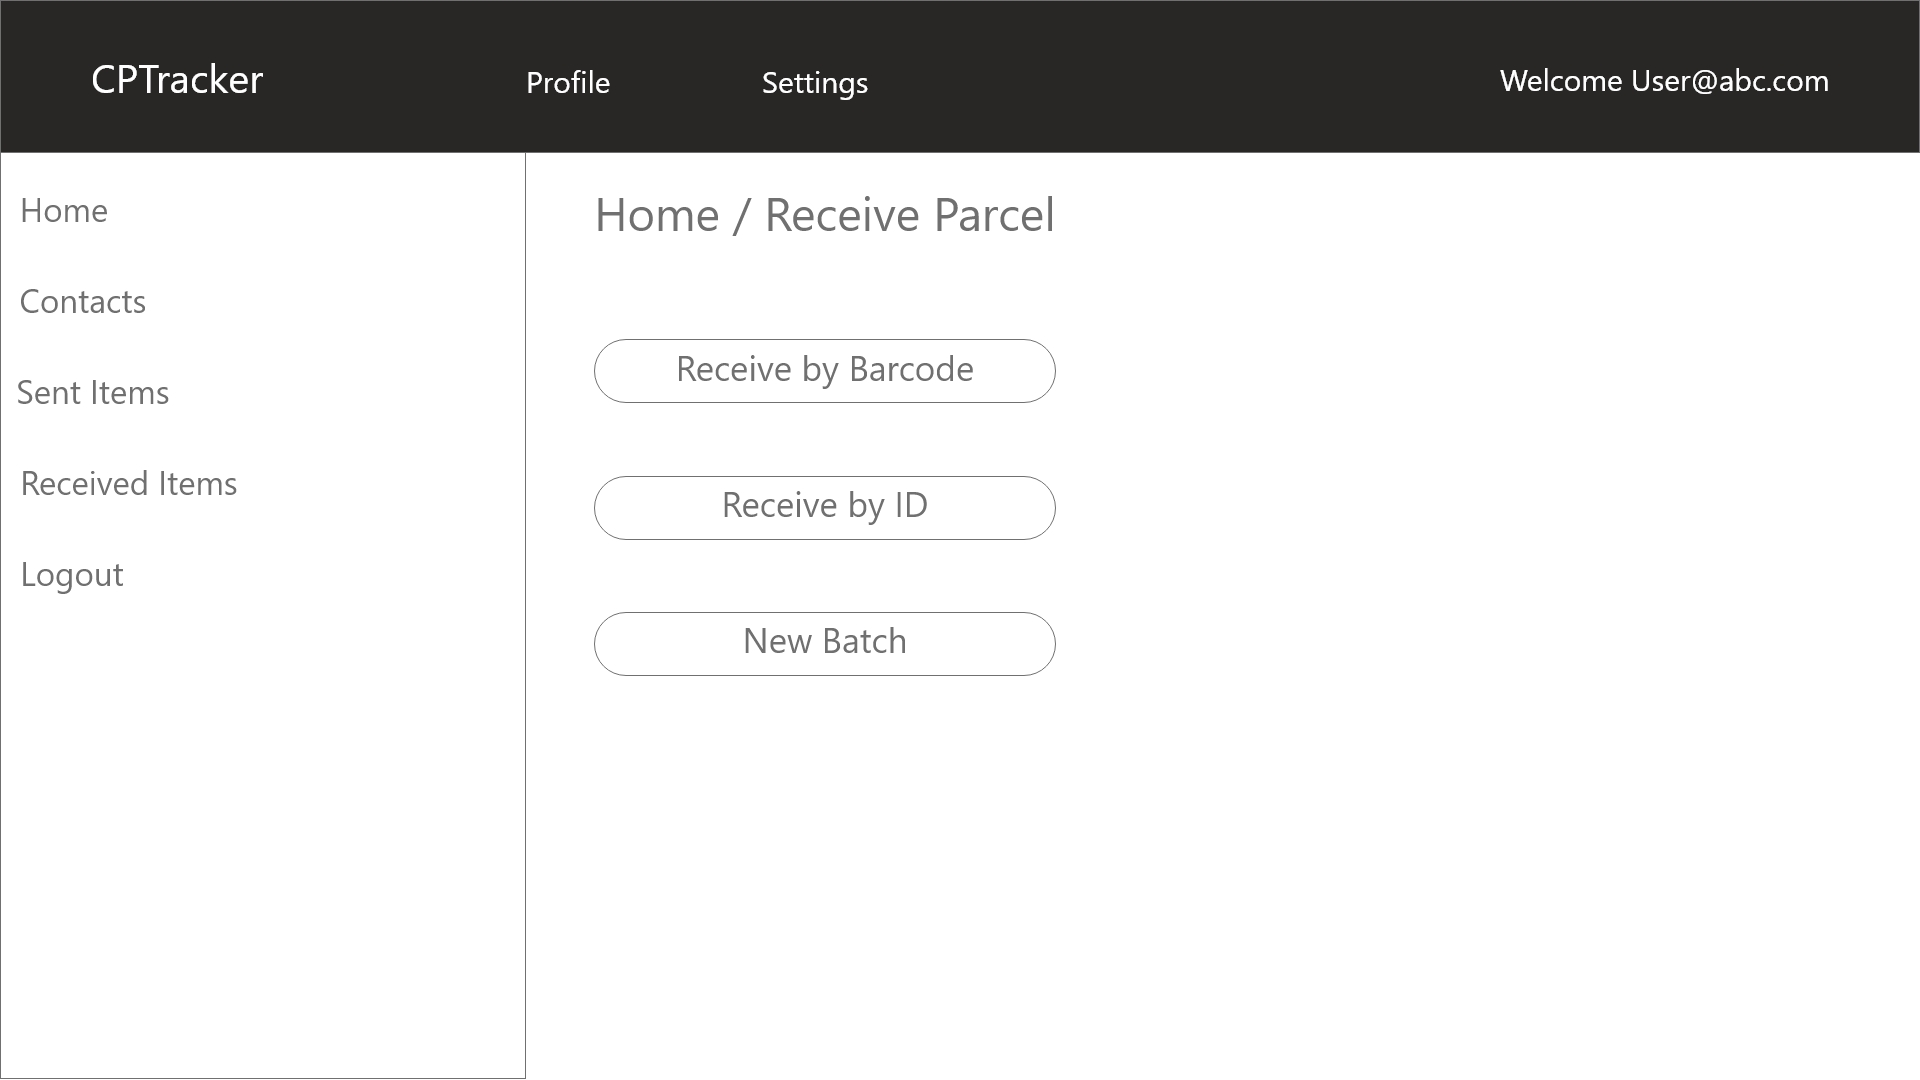 CPTracker
Profile
Settings
Welcome User@abc.com
Home
Contacts
Sent Items
Received Items
Logout
Home / Receive Parcel
Receive by Barcode
Receive by ID
New Batch